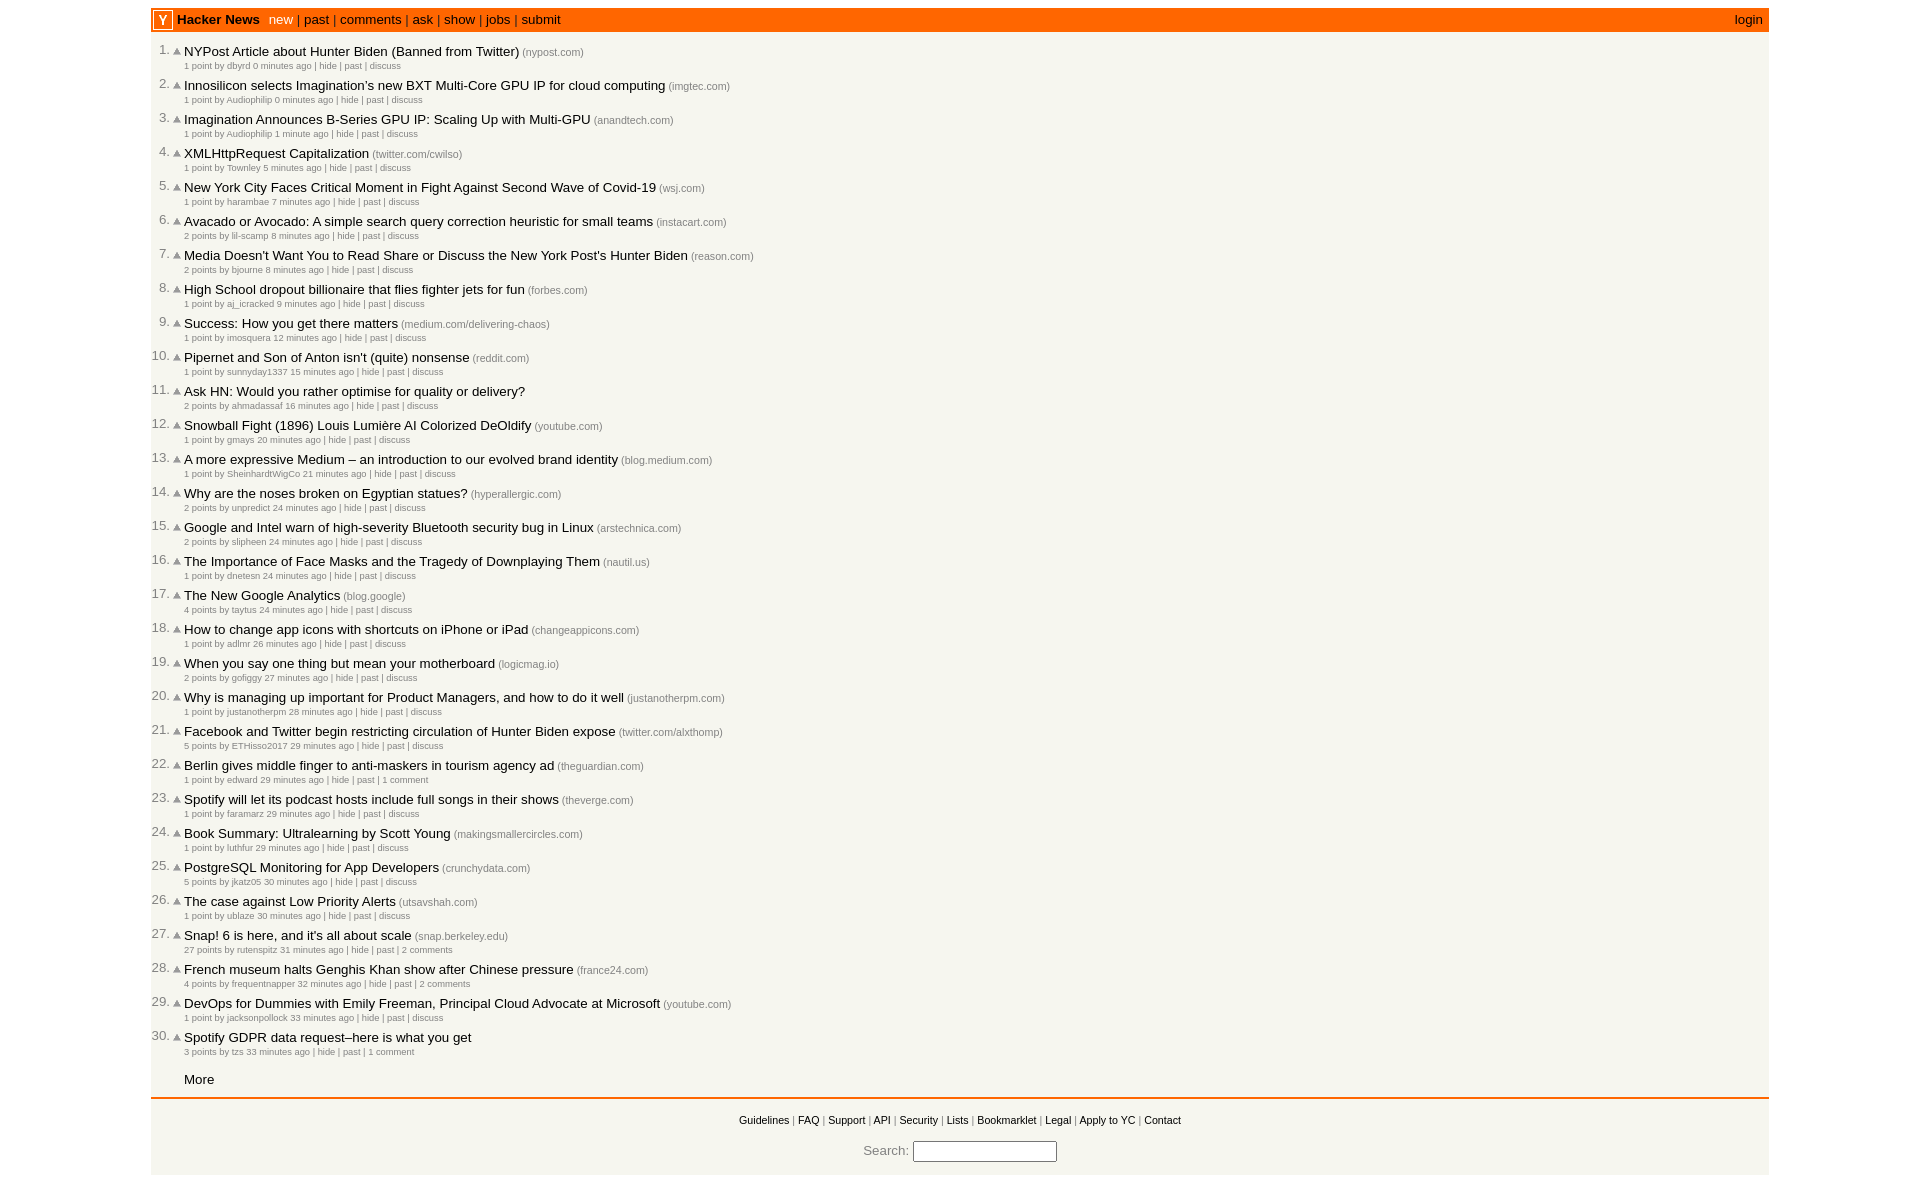 Y Hacker News new | past | comments | ask | show | jobs | submit login
1. NYPost Article about Hunter Biden (Banned from Twitter) (nypost.com)
1 point by dbyrd 0 minutes ago | hide | past | discuss
2. Innosilicon selects Imagination’s new BXT Multi-Core GPU IP for cloud computing (imgtec.com)
1 point by Audiophilip 0 minutes ago | hide | past | discuss
3. Imagination Announces B-Series GPU IP: Scaling Up with Multi-GPU (anandtech.com)
1 point by Audiophilip 1 minute ago | hide | past | discuss
4. XMLHttpRequest Capitalization (twitter.com/cwilso)
1 point by Townley 5 minutes ago | hide | past | discuss
5. New York City Faces Critical Moment in Fight Against Second Wave of Covid-19 (wsj.com)
1 point by harambae 7 minutes ago | hide | past | discuss
6. Avacado or Avocado: A simple search query correction heuristic for small teams (instacart.com)
2 points by lil-scamp 8 minutes ago | hide | past | discuss
7. Media Doesn't Want You to Read Share or Discuss the New York Post's Hunter Biden (reason.com)
2 points by bjourne 8 minutes ago | hide | past | discuss
8. High School dropout billionaire that flies fighter jets for fun (forbes.com)
1 point by aj_icracked 9 minutes ago | hide | past | discuss
9. Success: How you get there matters (medium.com/delivering-chaos)
1 point by imosquera 12 minutes ago | hide | past | discuss
10. Pipernet and Son of Anton isn't (quite) nonsense (reddit.com)
1 point by sunnyday1337 15 minutes ago | hide | past | discuss
11. Ask HN: Would you rather optimise for quality or delivery?
2 points by ahmadassaf 16 minutes ago | hide | past | discuss
12. Snowball Fight (1896) Louis Lumière AI Colorized DeOldify (youtube.com)
1 point by gmays 20 minutes ago | hide | past | discuss
13. A more expressive Medium – an introduction to our evolved brand identity (blog.medium.com)
1 point by SheinhardtWigCo 21 minutes ago | hide | past | discuss
14. Why are the noses broken on Egyptian statues? (hyperallergic.com)
2 points by unpredict 24 minutes ago | hide | past | discuss
15. Google and Intel warn of high-severity Bluetooth security bug in Linux (arstechnica.com)
2 points by slipheen 24 minutes ago | hide | past | discuss
16. The Importance of Face Masks and the Tragedy of Downplaying Them (nautil.us)
1 point by dnetesn 24 minutes ago | hide | past | discuss
17. The New Google Analytics (blog.google)
4 points by taytus 24 minutes ago | hide | past | discuss
18. How to change app icons with shortcuts on iPhone or iPad (changeappicons.com)
1 point by adlmr 26 minutes ago | hide | past | discuss
19. When you say one thing but mean your motherboard (logicmag.io)
2 points by gofiggy 27 minutes ago | hide | past | discuss
20. Why is managing up important for Product Managers, and how to do it well (justanotherpm.com)
1 point by justanotherpm 28 minutes ago | hide | past | discuss
21. Facebook and Twitter begin restricting circulation of Hunter Biden expose (twitter.com/alxthomp)
5 points by ETHisso2017 29 minutes ago | hide | past | discuss
22. Berlin gives middle finger to anti-maskers in tourism agency ad (theguardian.com)
1 point by edward 29 minutes ago | hide | past | 1 comment
23. Spotify will let its podcast hosts include full songs in their shows (theverge.com)
1 point by faramarz 29 minutes ago | hide | past | discuss
24. Book Summary: Ultralearning by Scott Young (makingsmallercircles.com)
1 point by luthfur 29 minutes ago | hide | past | discuss
25. PostgreSQL Monitoring for App Developers (crunchydata.com)
5 points by jkatz05 30 minutes ago | hide | past | discuss
26. The case against Low Priority Alerts (utsavshah.com)
1 point by ublaze 30 minutes ago | hide | past | discuss
27. Snap! 6 is here, and it's all about scale (snap.berkeley.edu)
27 points by rutenspitz 31 minutes ago | hide | past | 2 comments
28. French museum halts Genghis Khan show after Chinese pressure (france24.com)
4 points by frequentnapper 32 minutes ago | hide | past | 2 comments
29. DevOps for Dummies with Emily Freeman, Principal Cloud Advocate at Microsoft (youtube.com)
1 point by jacksonpollock 33 minutes ago | hide | past | discuss
30. Spotify GDPR data request–here is what you get
3 points by tzs 33 minutes ago | hide | past | 1 comment
More
Guidelines | FAQ | Support | API | Security | Lists | Bookmarklet | Legal | Apply to YC | Contact
Search: